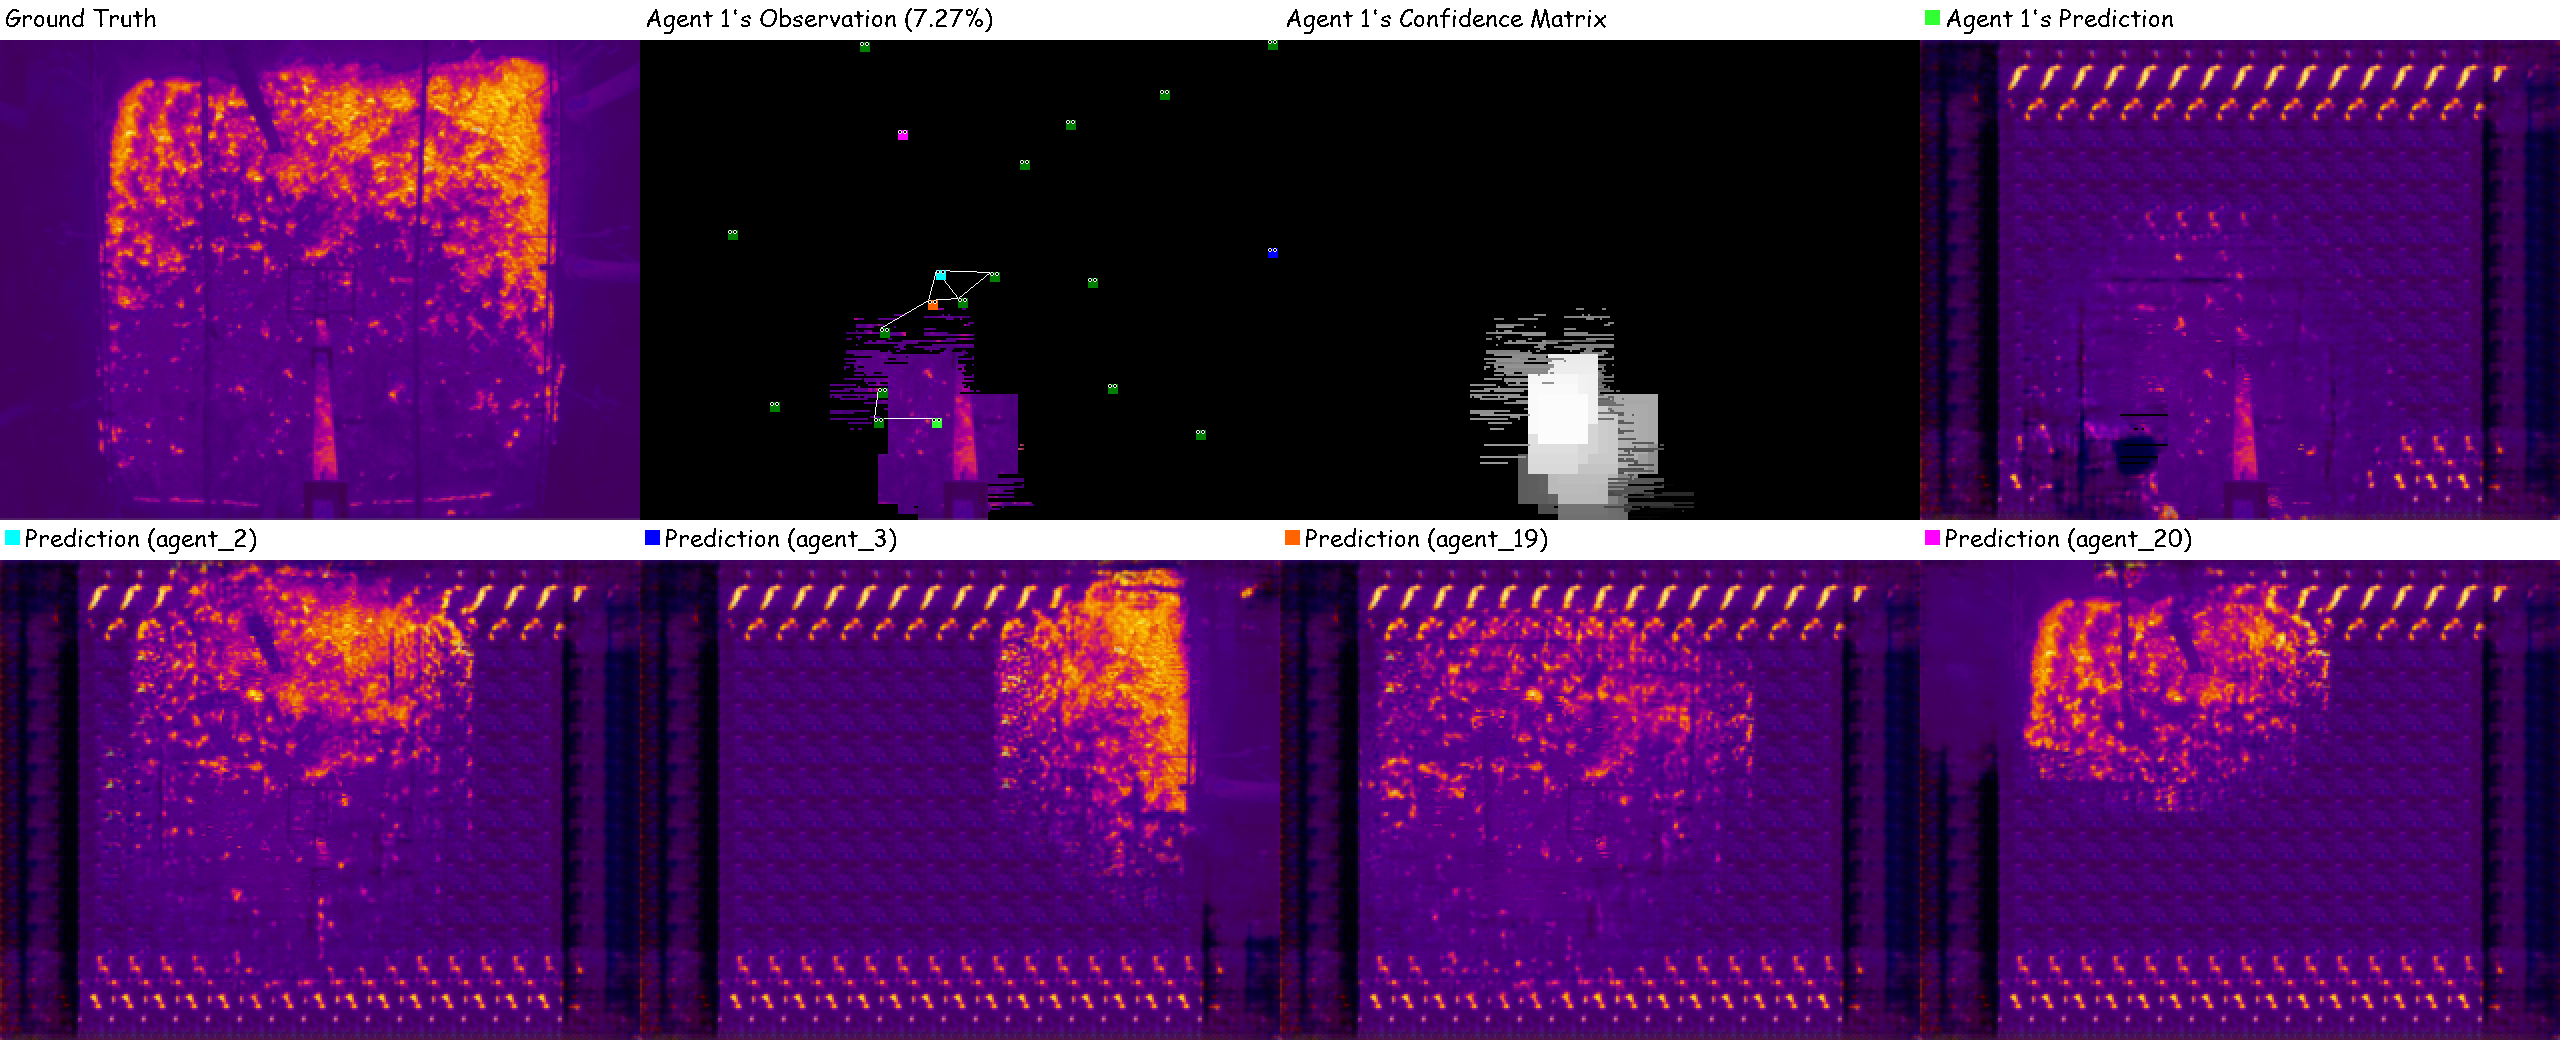 Ground Truth
Agent 1's Observation (7.27%)
Agent 1's Confidence Matrix
Agent 1's Prediction
Prediction (agent_2)
Prediction (agent_3)
Prediction (agent_19)
Prediction (agent_20)